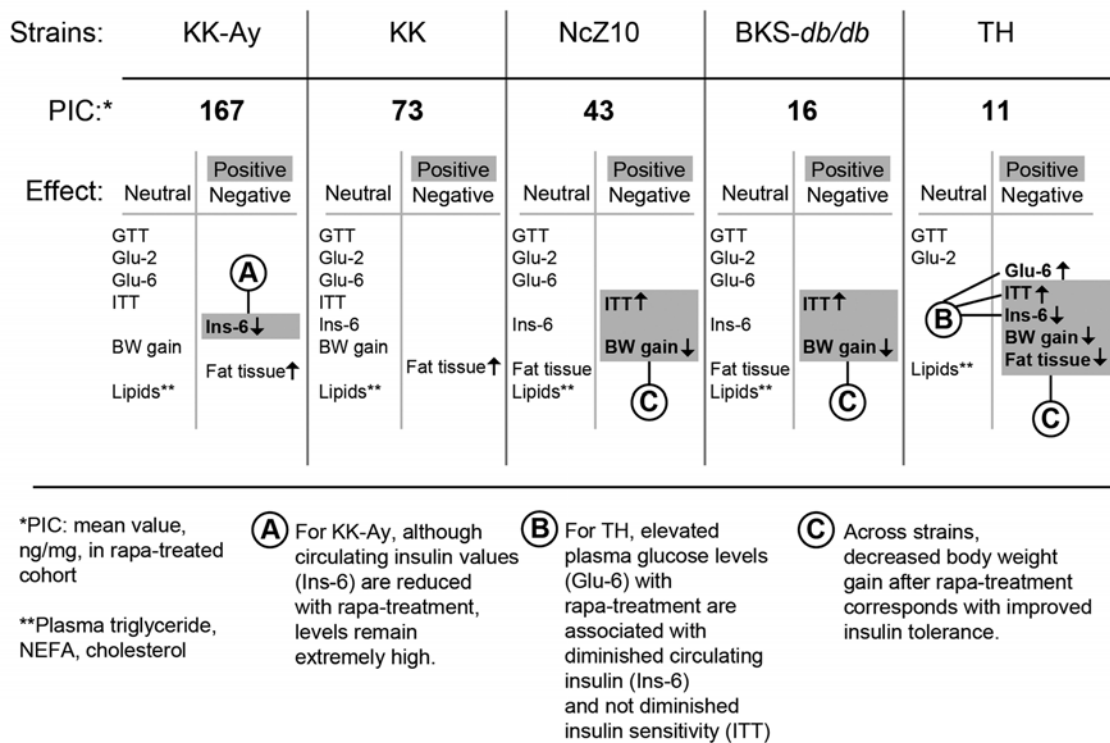 Strains: KK-Ay KK NcZ10 BKS-db/db TH
PIC:* 167 73 43 16 11
Effect:
Neutral
Positive
Negative
GTT
Glu-2
Glu-6
ITT
BW gain
Lipids**
A
Ins-6↓
Fat tissue↑
Neutral
Positive
Negative
GTT
Glu-2
Glu-6
ITT
Ins-6
BW gain
Lipids**
Fat tissue↑
Neutral
Positive
Negative
GTT
Glu-2
Glu-6
Ins-6
Fat tissue
Lipids**
ITT↑
BW gain↓
C
Neutral
Positive
Negative
GTT
Glu-2
Glu-6
Ins-6
Fat tissue
Lipids**
ITT↑
BW gain↓
C
Neutral
Positive
Negative
GTT
Glu-2
Lipids**
B
Glu-6↑
ITT↑
Ins-6↓
BW gain↓
Fat tissue↓
C
*PIC: mean value,
ng/mg, in rapa-treated
cohort
**Plasma triglyceride,
NEFA, cholesterol
A
For KK-Ay, although
circulating insulin values
(Ins-6) are reduced
with rapa-treatment,
levels remain
extremely high.
B
For TH, elevated
plasma glucose levels
(Glu-6) with
rapa-treatment are
associated with
diminished circulating
insulin (Ins-6)
and not diminished
insulin sensitivity (ITT)
C
Across strains,
decreased body weight
gain after rapa-treatment
corresponds with improved
insulin tolerance.